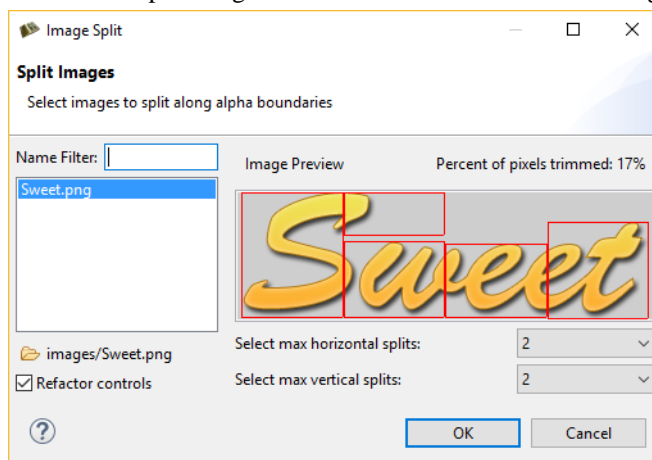 Image Split
Split Images
Select images to split along alpha boundaries
Name Filter:
Image Preview
Percent of pixels trimmed: 17%
Sweet.png
Sweet
images/Sweet.png
Refactor controls
Select max horizontal splits:
2
Select max vertical splits:
2
?
OK
Cancel